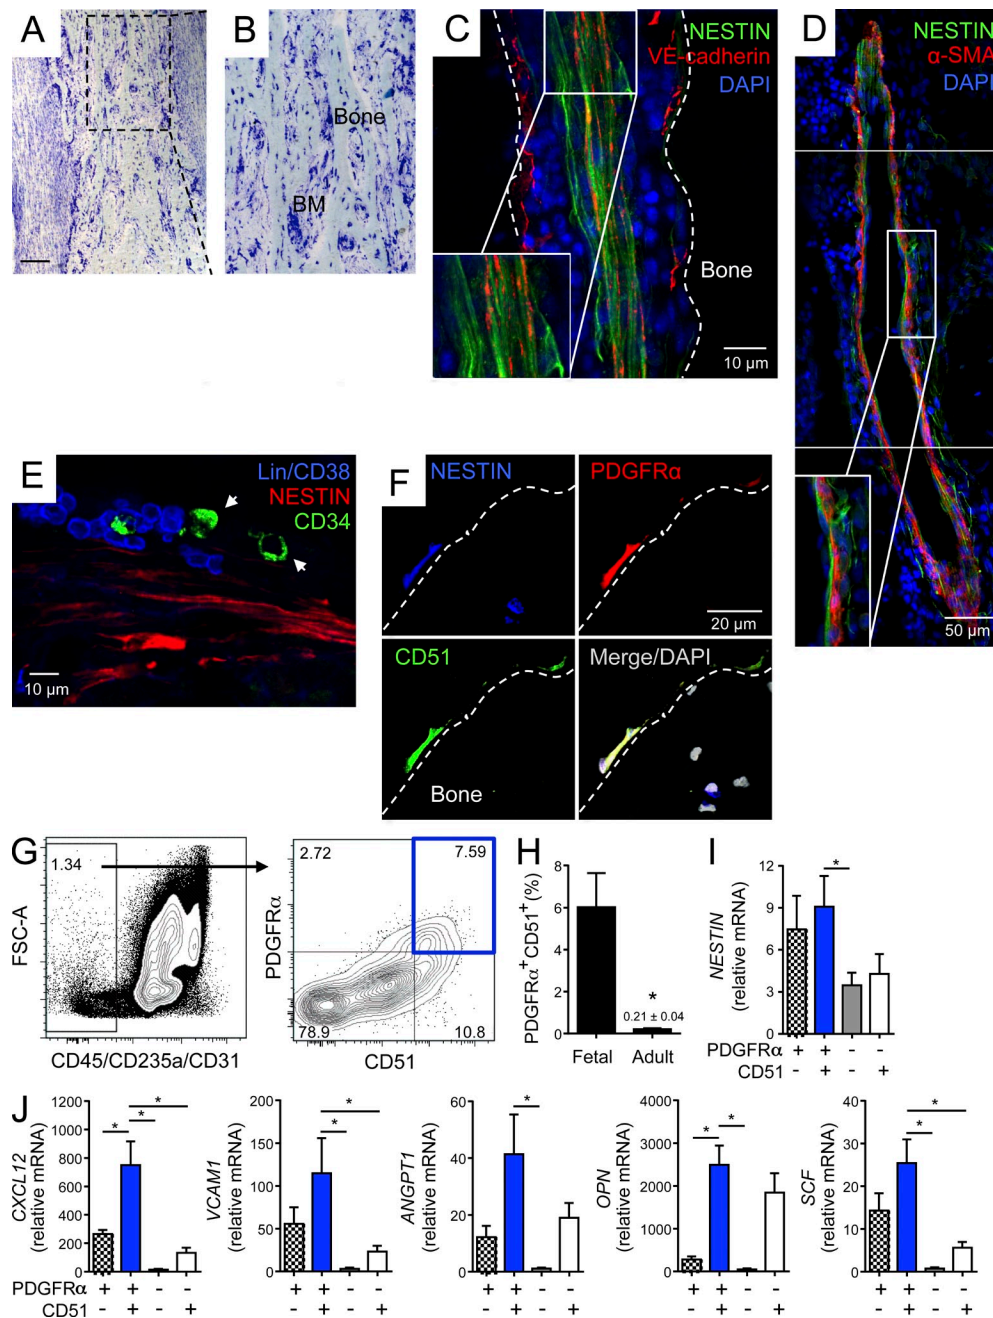 A
B
Bone
BM
C
NESTIN
VE-cadherin
DAPI
Bone
10 µm
D
NESTIN
α-SMA
DAPI
50 µm
E
Lin/CD38
NESTIN
CD34
10 µm
F
NESTIN
PDGFRα
20 µm
CD51
Merge/DAPI
Bone
G
1.34
FSC-A
CD45/CD235a/CD31
2.72
7.59
78.9
10.8
PDGFRα
CD51
H
PDGFRα+CD51+(%)
8
6
4
2
0
*
0.21 ± 0.04
Fetal
Adult
I
NESTIN
(relative mRNA)
12
9
6
3
0
*
PDGFRα + + - -
CD51 - + - +
J
CXCL12
(relative mRNA)
1200
1000
800
600
400
200
0
* * *
VCAM1
(relative mRNA)
200
150
100
50
0
* *
ANGPT1
(relative mRNA)
60
40
20
0
*
OPN
(relative mRNA)
4000
3000
2000
1000
0
* *
SCF
(relative mRNA)
40
30
20
10
0
* *
PDGFRα + + - - + + - - + + - - + + - - + + - -
CD51 - + - + - + - + - + - + - + - + - + - +